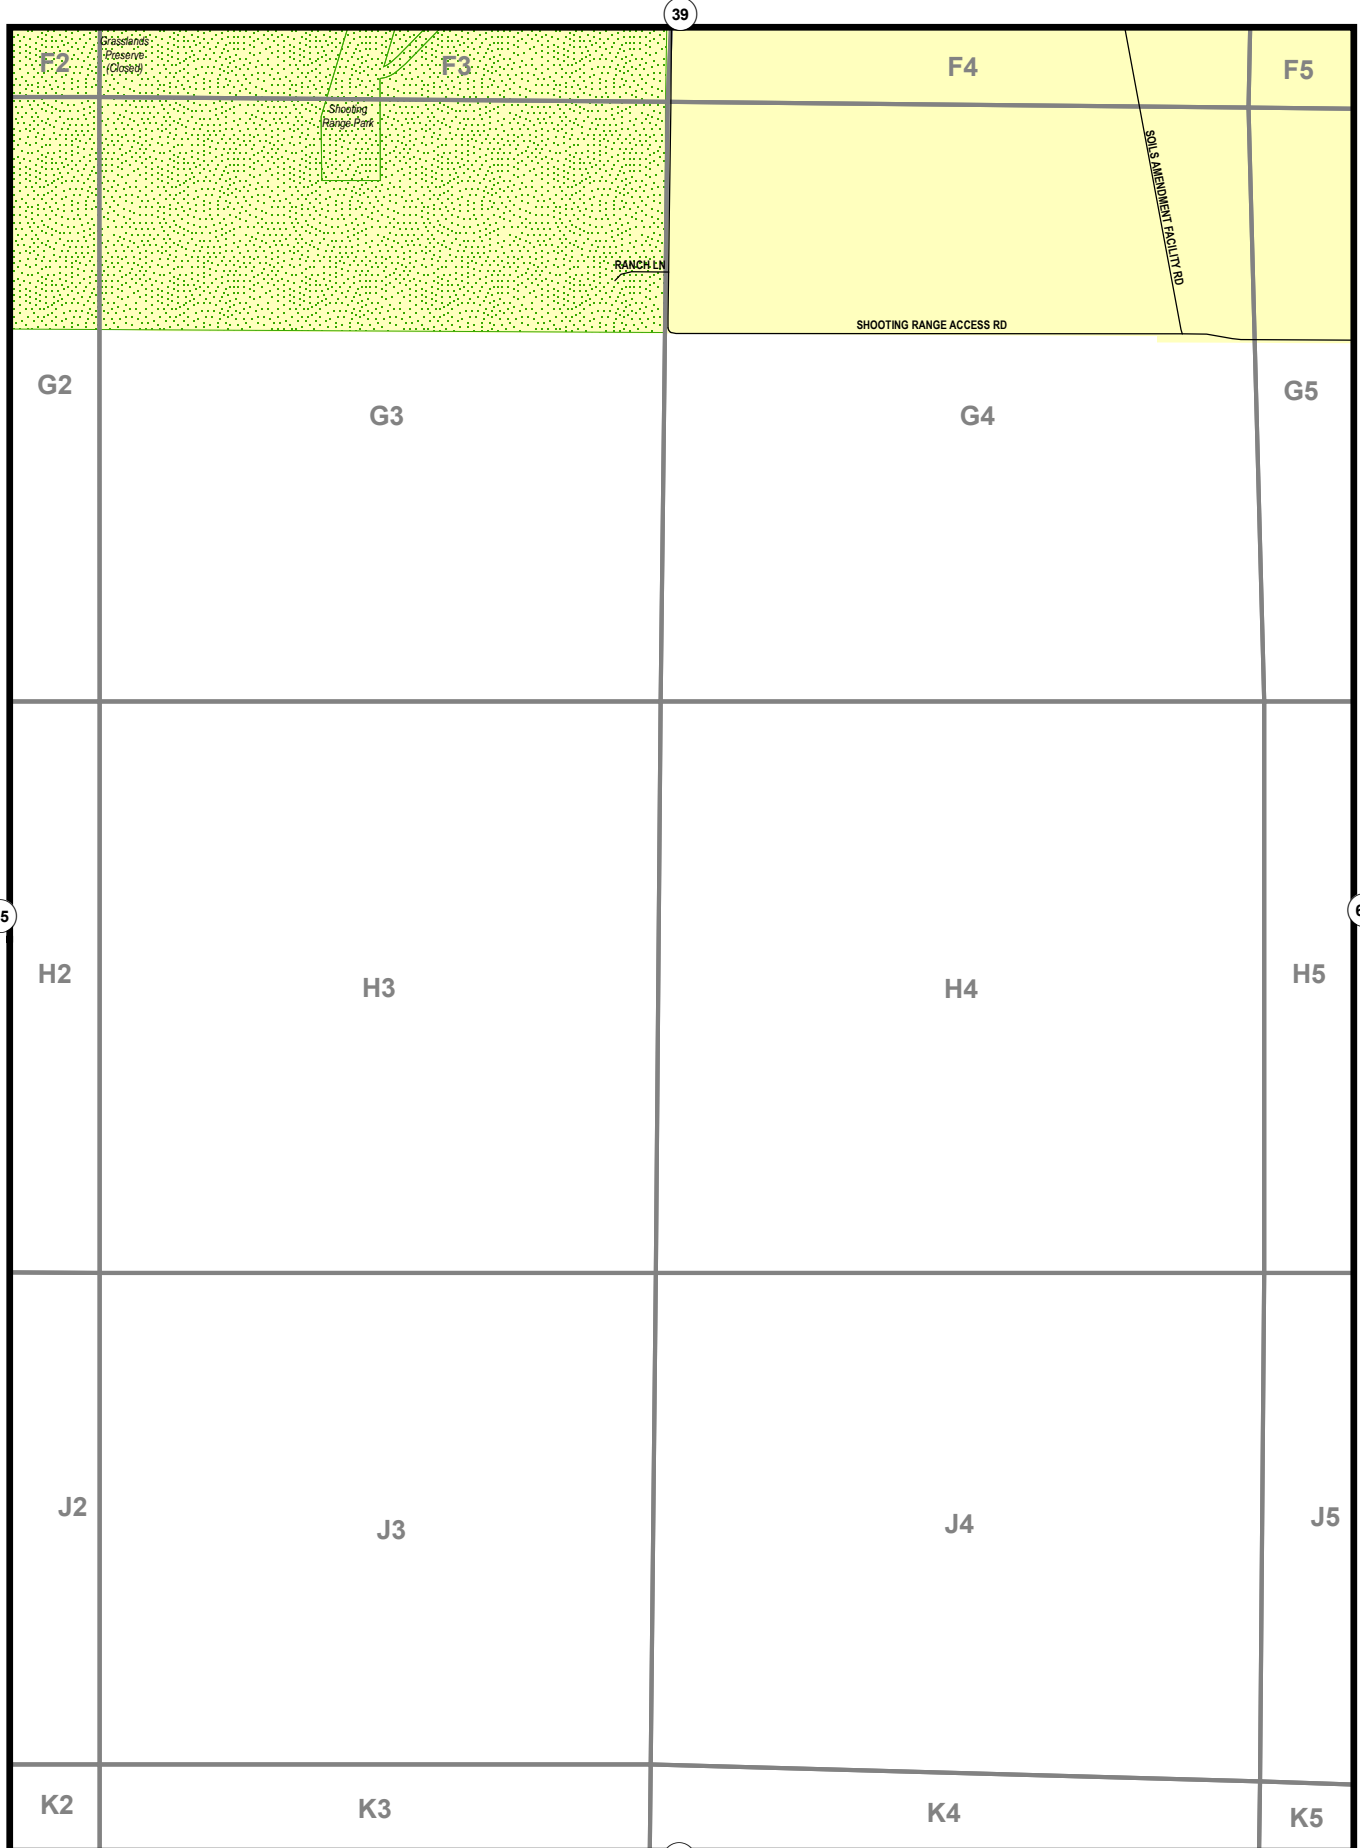 39
F2
Grasslands
Preserve
(Closed)
F3
F4
F5
Shooting
Range Park
SOILS AMENDMENT FACILITY RD
RANCH LN
SHOOTING RANGE ACCESS RD
G2
G3
G4
G5
5
H2
H3
H4
H5
J2
J3
J4
J5
K2
K3
K4
K5